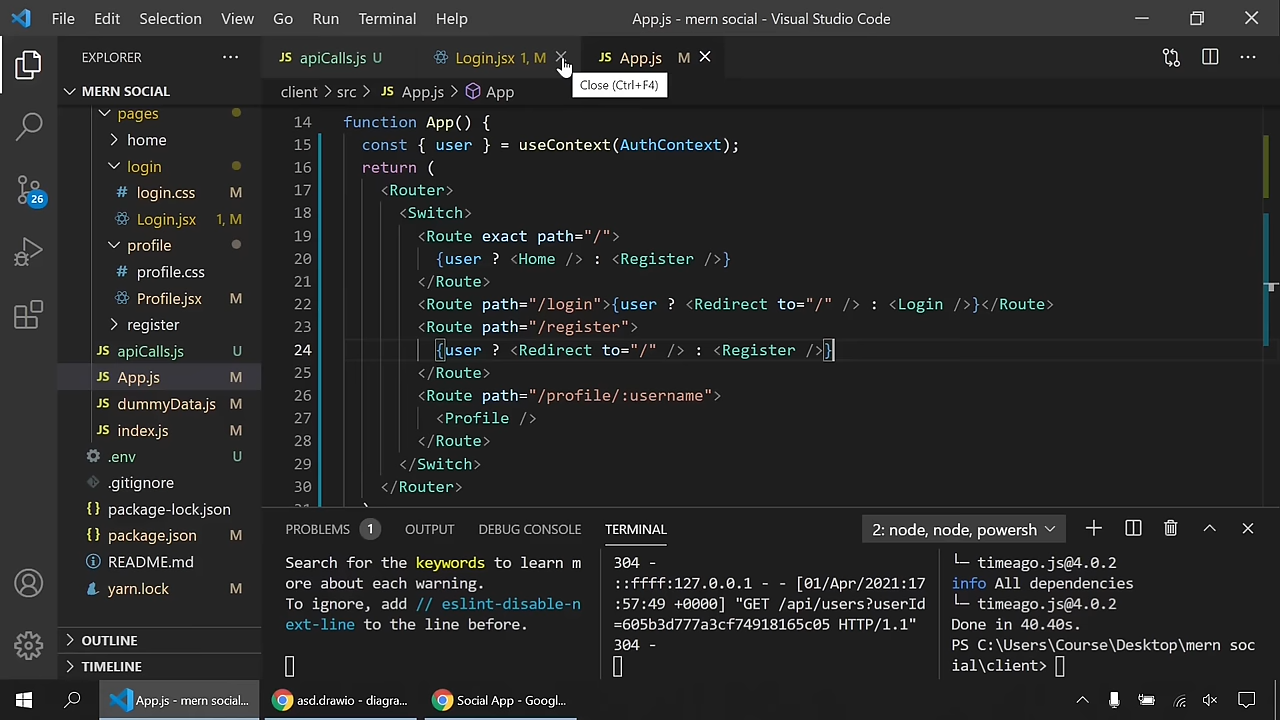 File Edit Selection View Go Run Terminal Help App.js - mern social - Visual Studio Code
EXPLORER
JS apiCalls.js U Login.jsx 1, M JS App.js M
Close (Ctrl+F4)
MERN SOCIAL
client > src > JS App.js > App
pages
home
login
# login.css M
Login.jsx 1, M
profile
# profile.css
Profile.jsx M
register
JS apiCalls.js U
JS App.js M
JS dummyData.js M
JS index.js M
.env U
.gitignore
{} package-lock.json
{} package.json M
README.md
yarn.lock M
OUTLINE
TIMELINE
26
14 function App() {
15 const { user } = useContext(AuthContext);
16 return (
17 <Router>
18 <Switch>
19 <Route exact path="/">
20 {user ? <Home /> : <Register />}
21 </Route>
22 <Route path="/login">{user ? <Redirect to="/" /> : <Login />}</Route>
23 <Route path="/register">
24 {user ? <Redirect to="/" /> : <Register />}
25 </Route>
26 <Route path="/profile/:username">
27 <Profile />
28 </Route>
29 </Switch>
30 </Router>
PROBLEMS 1 OUTPUT DEBUG CONSOLE TERMINAL 2: node, node, powersh
Search for the keywords to learn m
ore about each warning.
To ignore, add // eslint-disable-n
ext-line to the line before.
304 -
::ffff:127.0.0.1 - - [01/Apr/2021:17
:57:49 +0000] "GET /api/users?userId
=605b3d777a3cf74918165c05 HTTP/1.1"
304 -
└─ timeago.js@4.0.2
info All dependencies
└─ timeago.js@4.0.2
Done in 40.40s.
PS C:\Users\Course\Desktop\mern soc
ial\client>
App.js - mern social... asd.drawio - diagra... Social App - Googl...